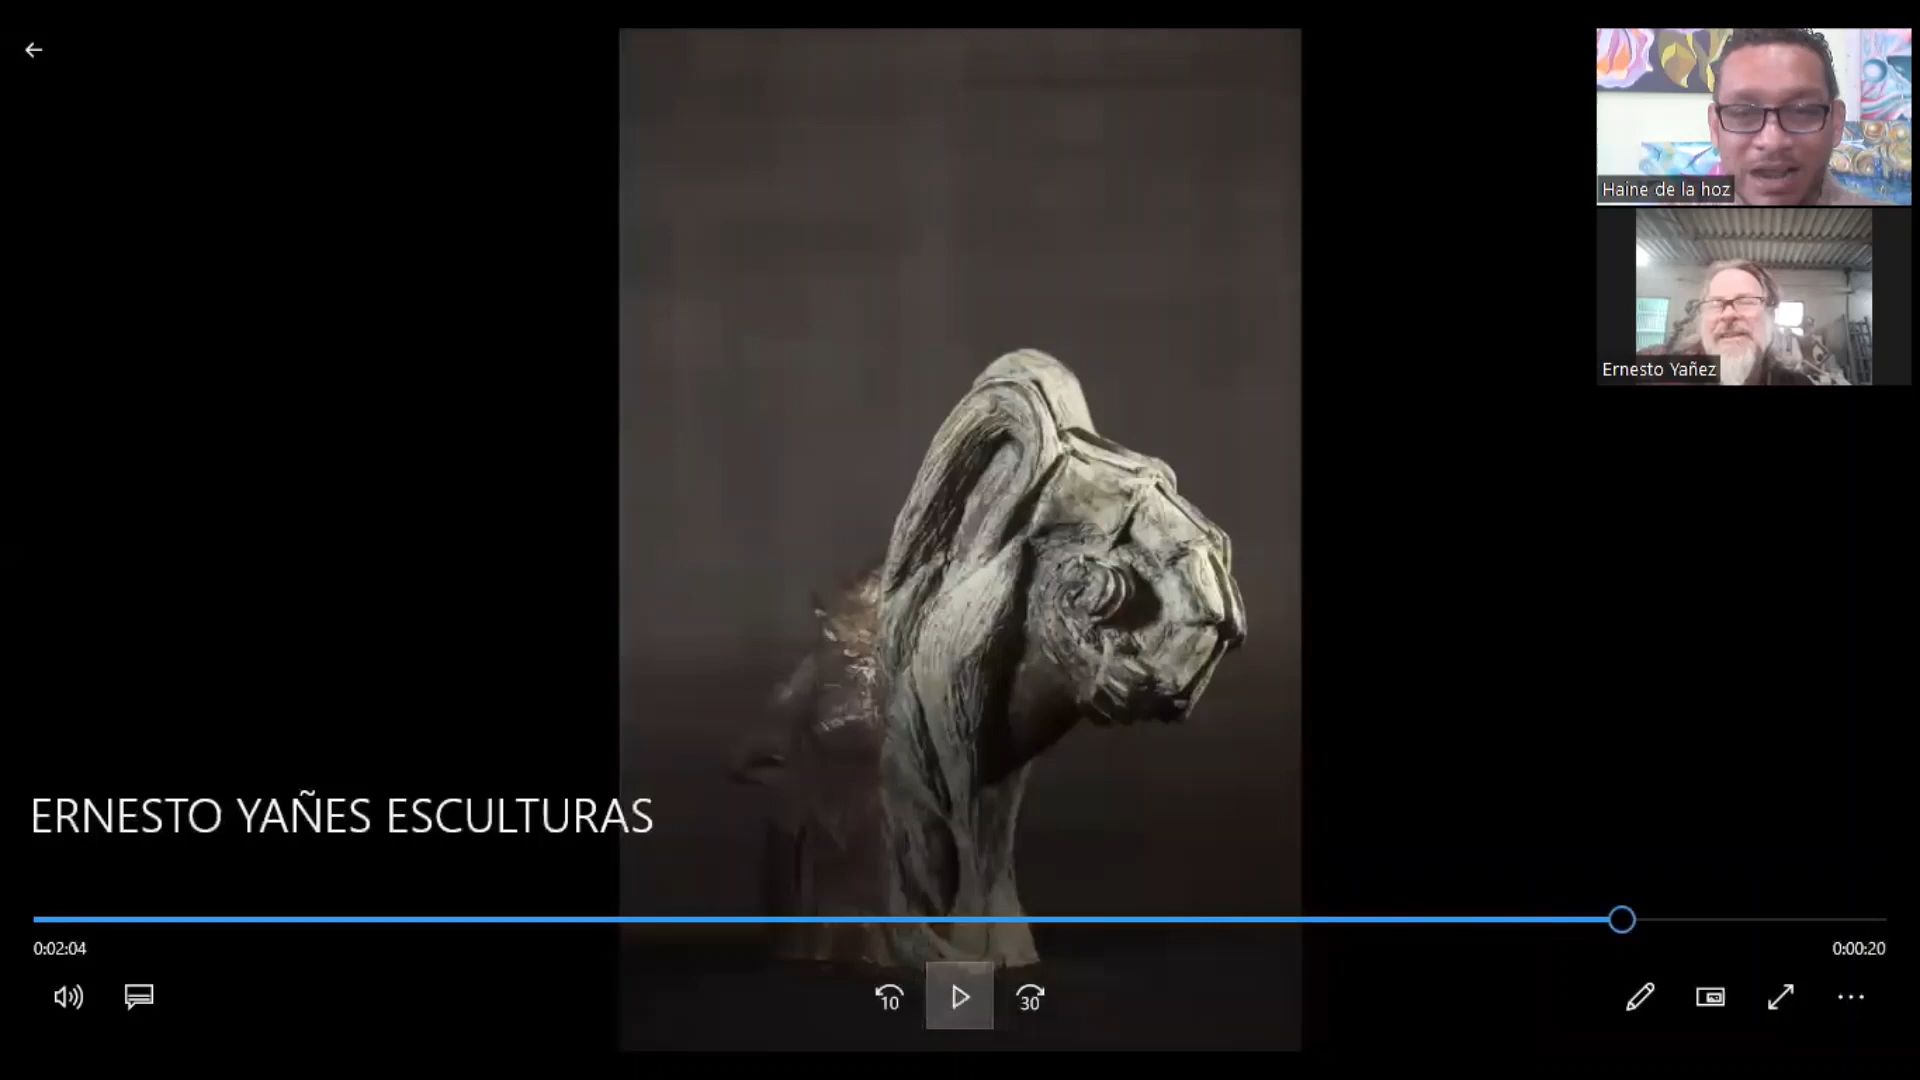 Haine de la hoz
Ernesto Yañez
ERNESTO YAÑES ESCULTURAS
0:02:04
0:00:20
10
30